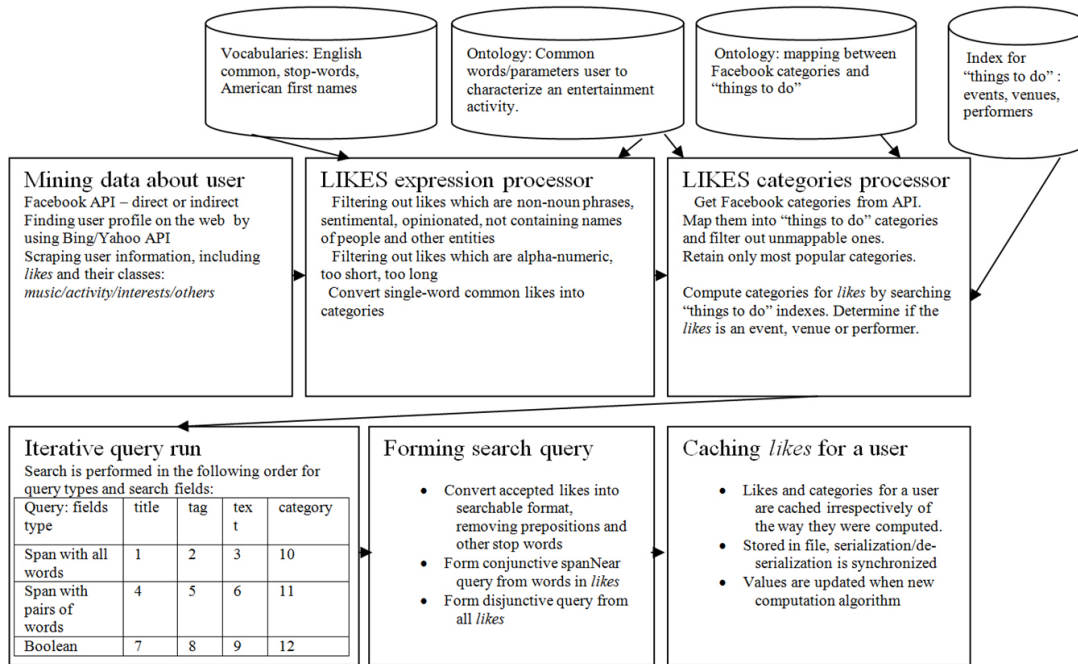 Vocabularies: English
common, stop-words,
American first names
Ontology: Common
words/parameters user to
characterize an entertainment
activity.
Ontology: mapping between
Facebook categories and
“things to do”
Index for
“things to do” :
events, venues,
performers
Mining data about user
Facebook API – direct or indirect
Finding user profile on the web by
using Bing/Yahoo API
Scraping user information, including
likes and their classes:
music/activity/interests/others
LIKES expression processor
Filtering out likes which are non-noun phrases,
sentimental, opinionated, not containing names
of people and other entities
Filtering out likes which are alpha-numeric,
too short, too long
Convert single-word common likes into
categories
LIKES categories processor
Get Facebook categories from API.
Map them into “things to do” categories
and filter out unmappable ones.
Retain only most popular categories.
Compute categories for likes by searching
“things to do” indexes. Determine if the
likes is an event, venue or performer.
Iterative query run
Search is performed in the following order for
query types and search fields:
Query: fields title tag tex category
type t
Span with all 1 2 3 10
words
Span with 4 5 6 11
pairs of
words
Boolean 7 8 9 12
Forming search query
• Convert accepted likes into
searchable format,
removing prepositions and
other stop words
• Form conjunctive spanNear
query from words in likes
• Form disjunctive query from
all likes
Caching likes for a user
• Likes and categories for a user
are cached irrespectively of
the way they were computed.
• Stored in file, serialization/de-
serialization is synchronized
• Values are updated when new
computation algorithm